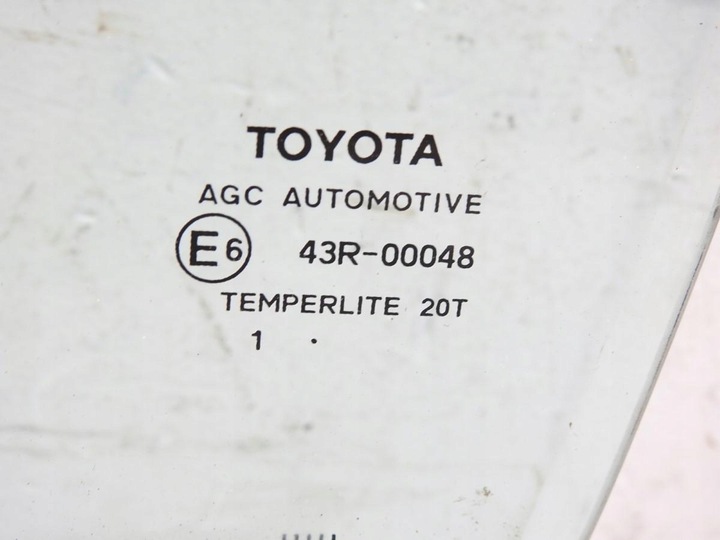 TOYOTA
AGC AUTOMOTIVE
E6 43R-00048
TEMPERLITE 20T
1 .